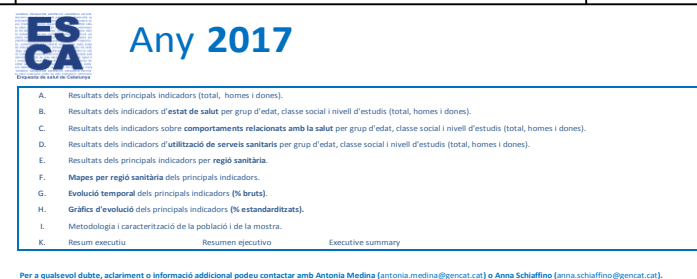 ESCA
Enquesta de salut de Catalunya
Any 2017
A. Resultats dels principals indicadors (total, homes i dones).
B. Resultats dels indicadors d'estat de salut per grup d'edat, classe social i nivell d'estudis (total, homes i dones).
C. Resultats dels indicadors sobre comportaments relacionats amb la salut per grup d'edat, classe social i nivell d'estudis (total, homes i dones).
D. Resultats dels indicadors d'utilització de serveis sanitaris per grup d'edat, classe social i nivell d'estudis (total, homes i dones).
E. Resultats dels principals indicadors per regió sanitària.
F. Mapes per regió sanitària dels principals indicadors.
G. Evolució temporal dels principals indicadors (% bruts).
H. Gràfics d'evolució dels principals indicadors (% estandarditzats).
I. Metodologia i caracterització de la població i de la mostra.
K. Resum executiu Resumen ejecutivo Executive summary
Per a qualsevol dubte, aclariment o informació addicional podeu contactar amb Antonia Medina (antonia.medina@gencat.cat) o Anna Schiaffino (anna.schiaffino@gencat.cat).